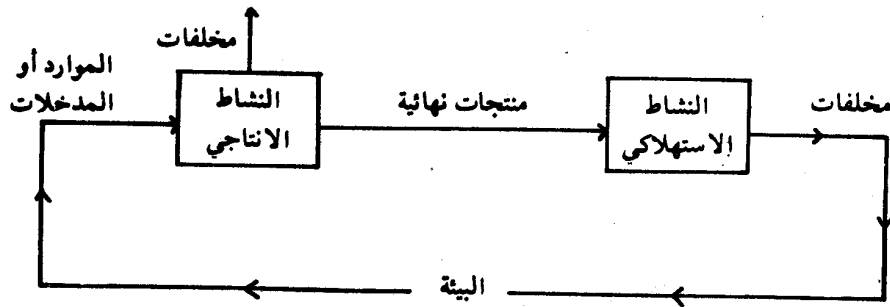 مخلفات
الموارد أو
المدخلات
النشاط
الانتاجي
منتجات نهائية
النشاط
الاستهلاكي
مخلفات
البيئة